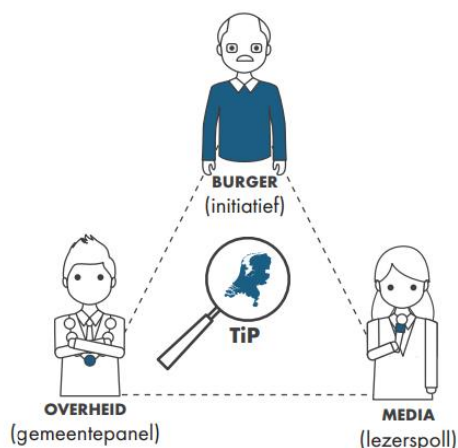 BURGER
(initiatief)
TiP
OVERHEID
(gemeentepanel)
MEDIA
(lezerspoll)